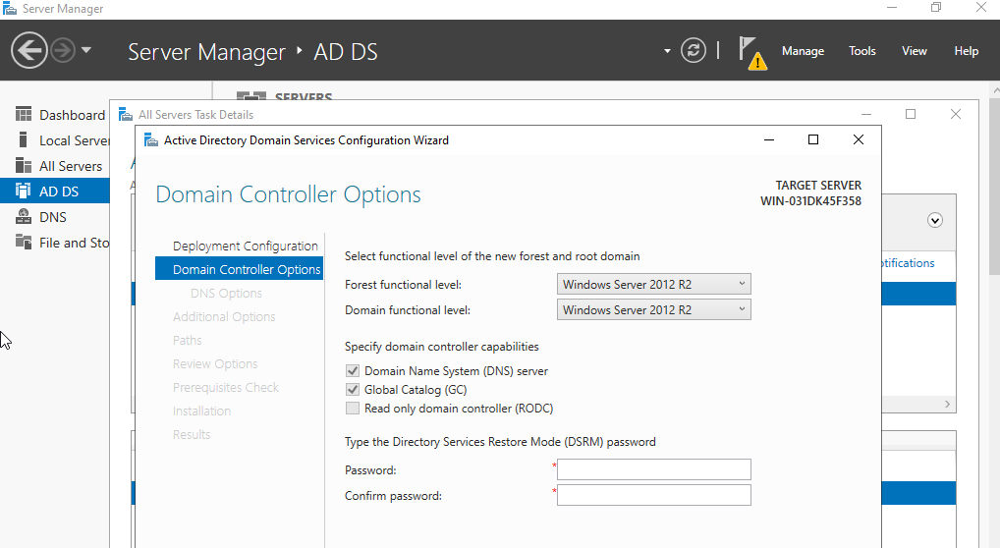 Server Manager
Server Manager ‣ AD DS
Manage Tools View Help
SERVERS
Dashboard
Local Server
All Servers
AD DS
DNS
File and Sto
All Servers Task Details
Active Directory Domain Services Configuration Wizard
Domain Controller Options
TARGET SERVER
WIN-031DK45F358
Deployment Configuration
Domain Controller Options
DNS Options
Additional Options
Paths
Review Options
Prerequisites Check
Installation
Results
Select functional level of the new forest and root domain
Forest functional level: Windows Server 2012 R2
Domain functional level: Windows Server 2012 R2
Specify domain controller capabilities
Domain Name System (DNS) server
Global Catalog (GC)
Read only domain controller (RODC)
Type the Directory Services Restore Mode (DSRM) password
Password: *
Confirm password: *
otifications